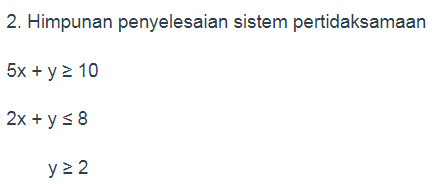 2. Himpunan penyelesaian sistem pertidaksamaan
5x + y ≥ 10
2x + y ≤ 8
y ≥ 2